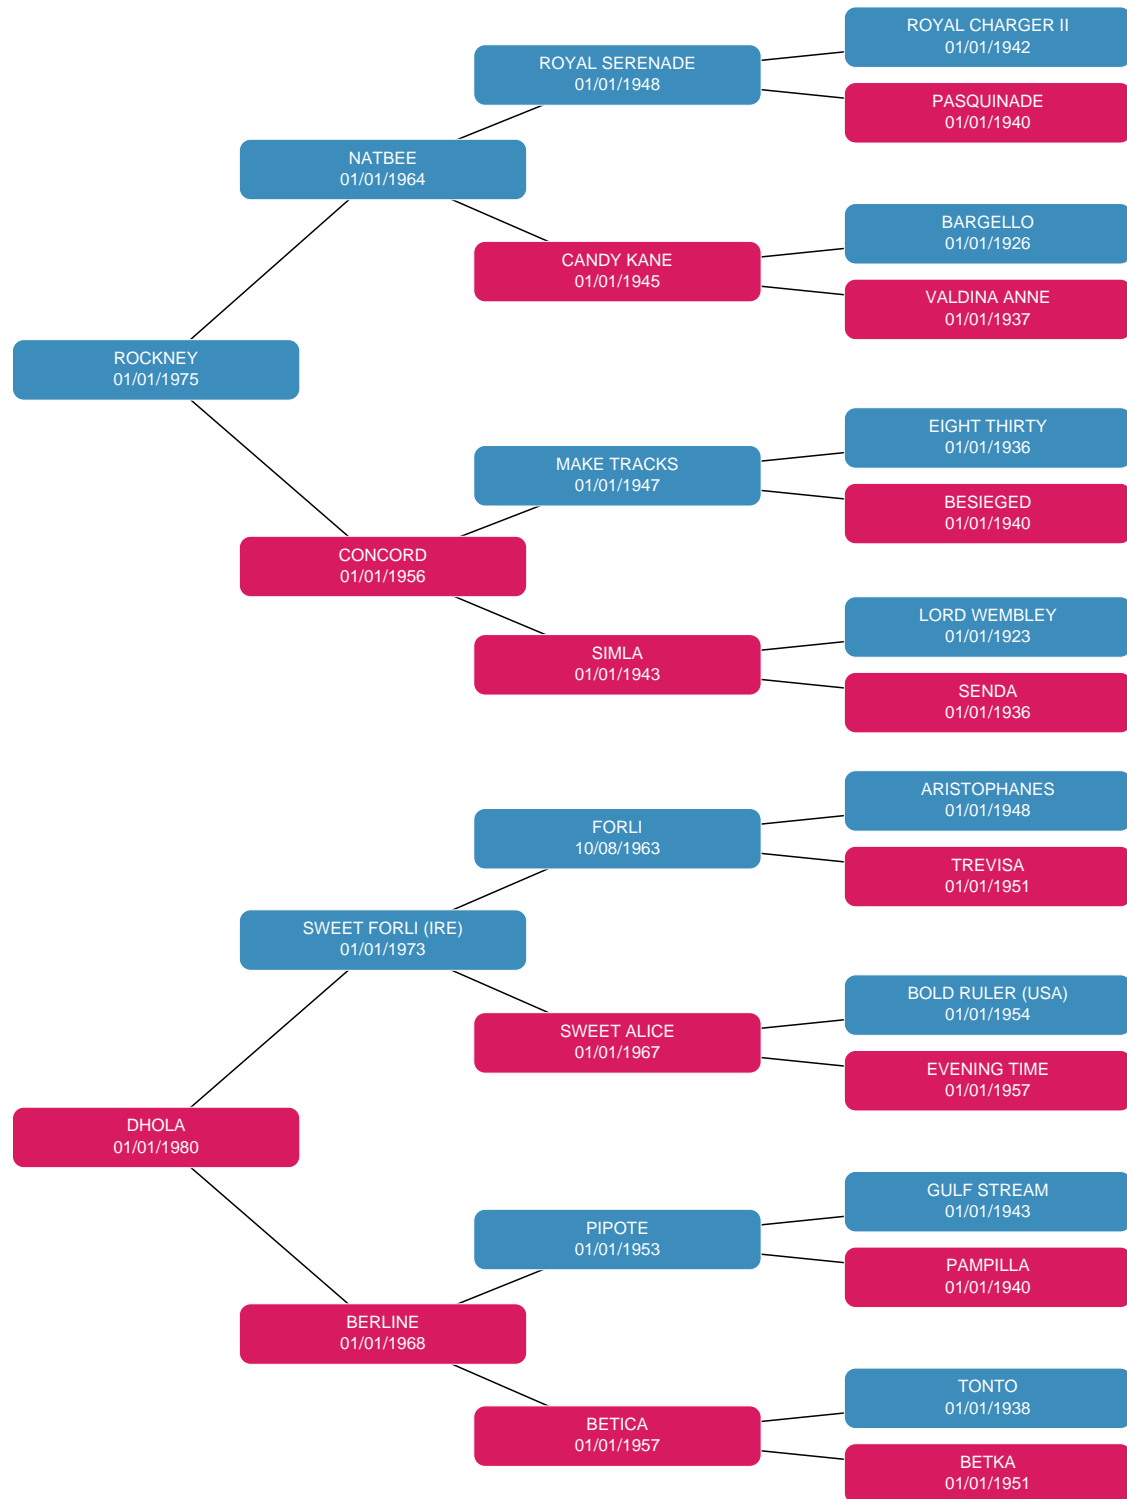 ROYAL CHARGER II
01/01/1942
ROYAL SERENADE
01/01/1948
PASQUINADE
01/01/1940
NATBEE
01/01/1964
BARGELLO
01/01/1926
CANDY KANE
01/01/1945
VALDINA ANNE
01/01/1937
ROCKNEY
01/01/1975
EIGHT THIRTY
01/01/1936
MAKE TRACKS
01/01/1947
BESIEGED
01/01/1940
CONCORD
01/01/1956
LORD WEMBLEY
01/01/1923
SIMLA
01/01/1943
SENDA
01/01/1936
ARISTOPHANES
01/01/1948
FORLI
10/08/1963
TREVISA
01/01/1951
SWEET FORLI (IRE)
01/01/1973
BOLD RULER (USA)
01/01/1954
SWEET ALICE
01/01/1967
EVENING TIME
01/01/1957
DHOLA
01/01/1980
GULF STREAM
01/01/1943
PIPOTE
01/01/1953
PAMPILLA
01/01/1940
BERLINE
01/01/1968
TONTO
01/01/1938
BETICA
01/01/1957
BETKA
01/01/1951